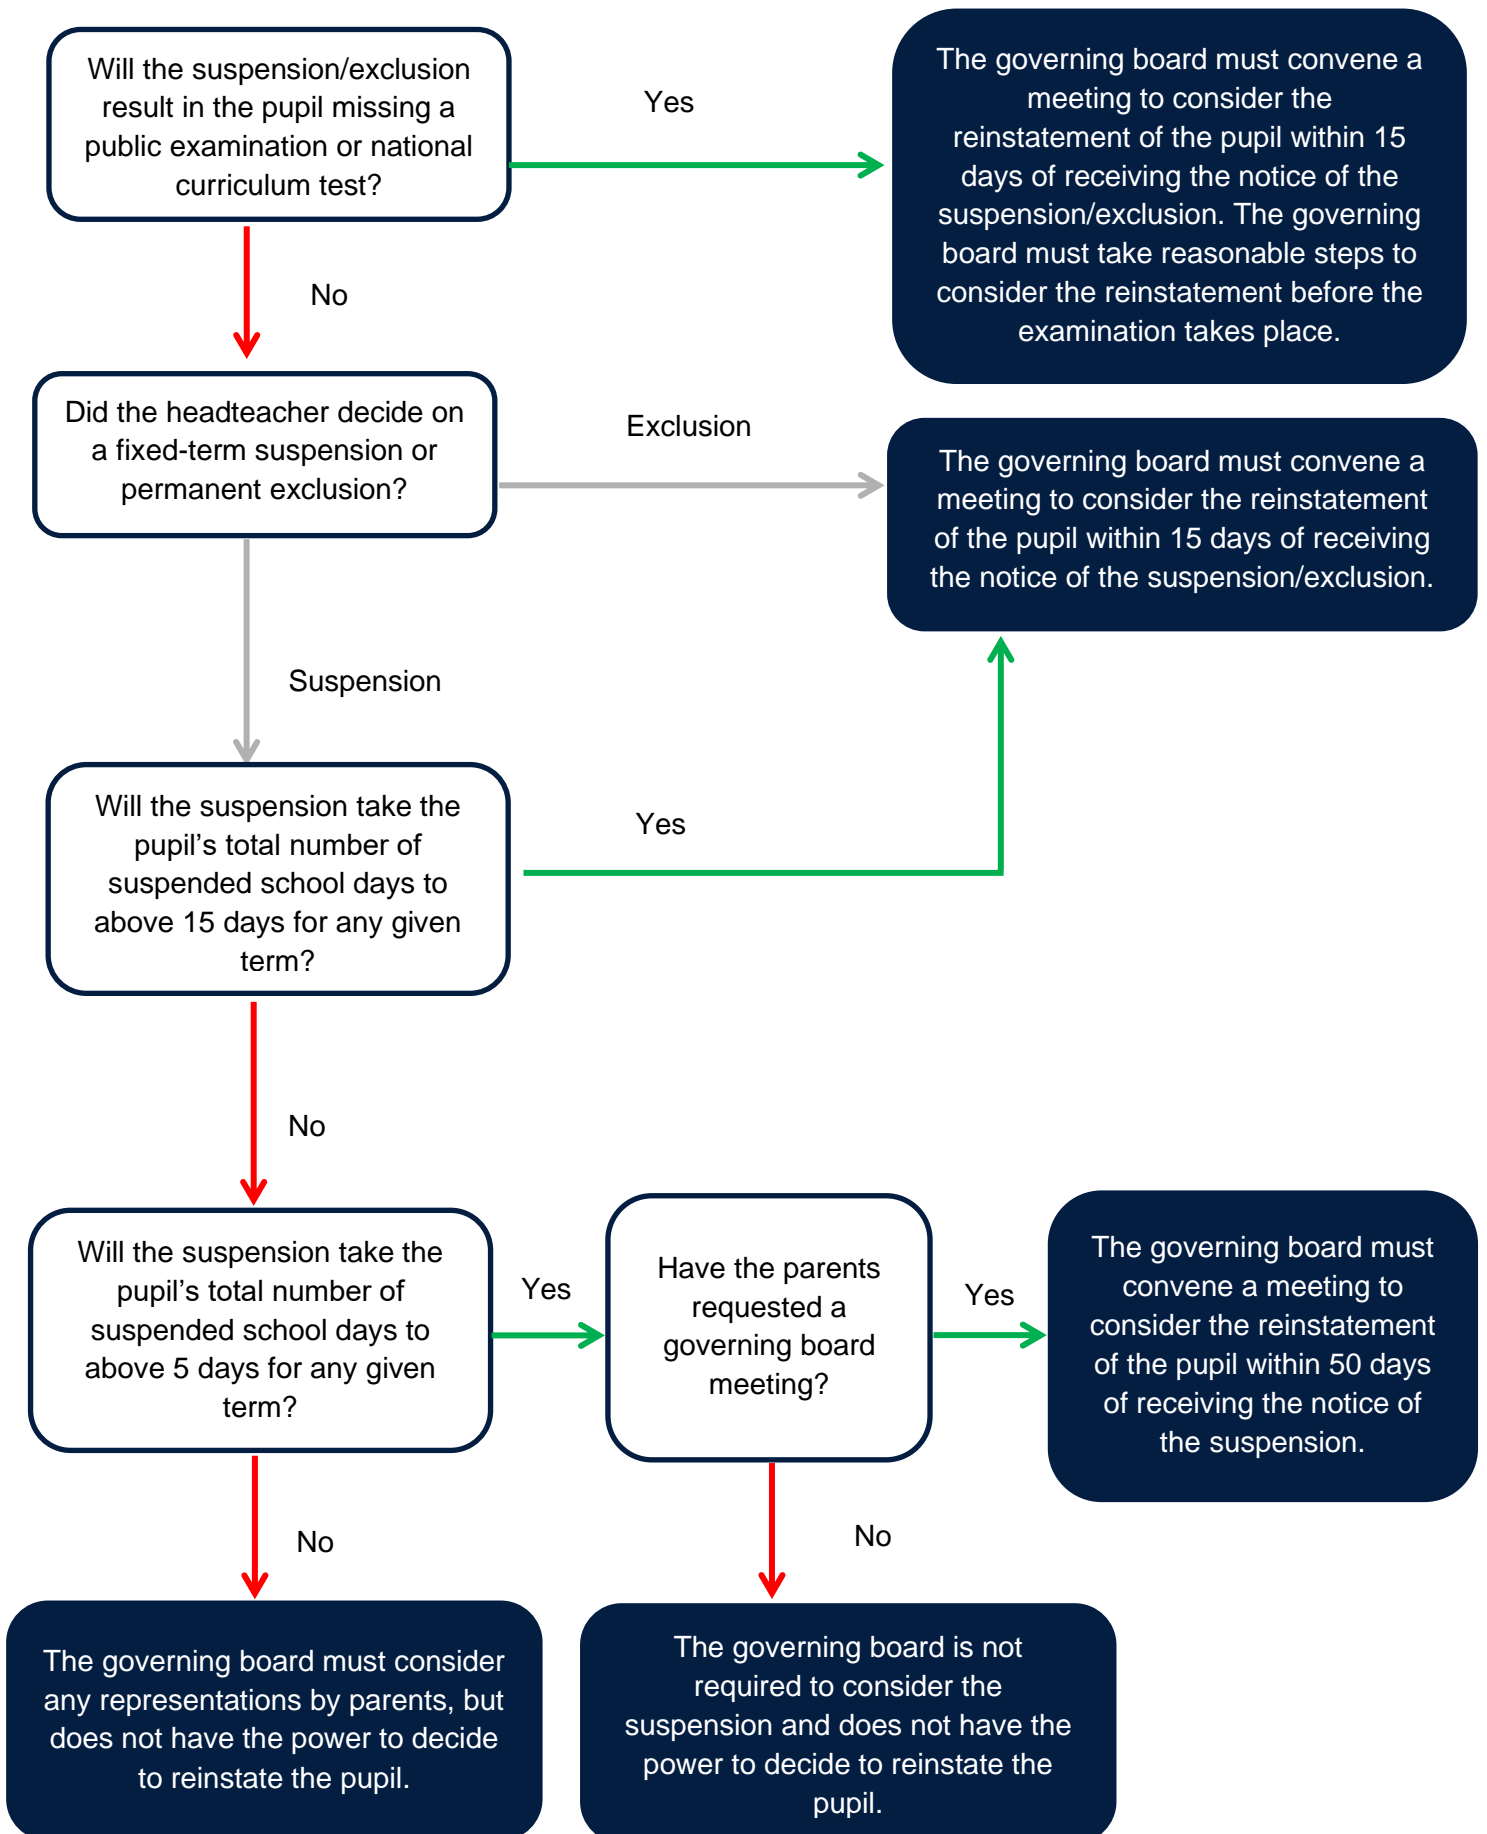 Will the suspension/exclusion
result in the pupil missing a
public examination or national
curriculum test?
Yes
The governing board must convene a
meeting to consider the
reinstatement of the pupil within 15
days of receiving the notice of the
suspension/exclusion. The governing
board must take reasonable steps to
consider the reinstatement before the
examination takes place.
No
Did the headteacher decide on
a fixed-term suspension or
permanent exclusion?
Exclusion
The governing board must convene a
meeting to consider the reinstatement
of the pupil within 15 days of receiving
the notice of the suspension/exclusion.
Suspension
Will the suspension take the
pupil’s total number of
suspended school days to
above 15 days for any given
term?
Yes
No
Will the suspension take the
pupil’s total number of
suspended school days to
above 5 days for any given
term?
Yes
Have the parents
requested a
governing board
meeting?
Yes
The governing board must
convene a meeting to
consider the reinstatement
of the pupil within 50 days
of receiving the notice of
the suspension.
No
No
The governing board must consider
any representations by parents, but
does not have the power to decide
to reinstate the pupil.
The governing board is not
required to consider the
suspension and does not have the
power to decide to reinstate the
pupil.